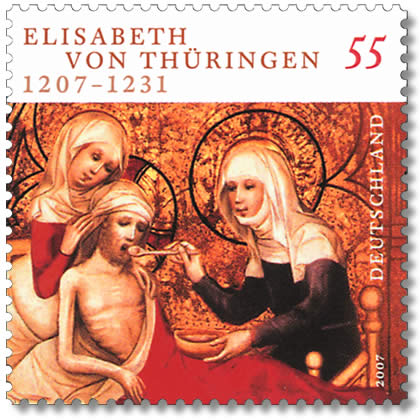 ELISABETH
VON THÜRINGEN
1207–1231
55
DEUTSCHLAND
2007